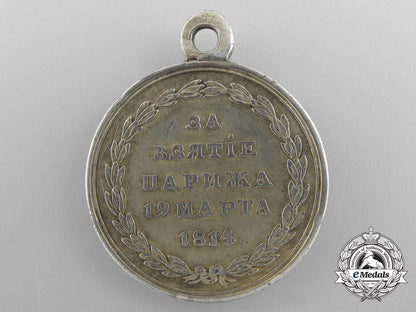 ЗА
ВЗЯТІЕ
ПАРИЖА
19 МАРТА
1814.
eMedals